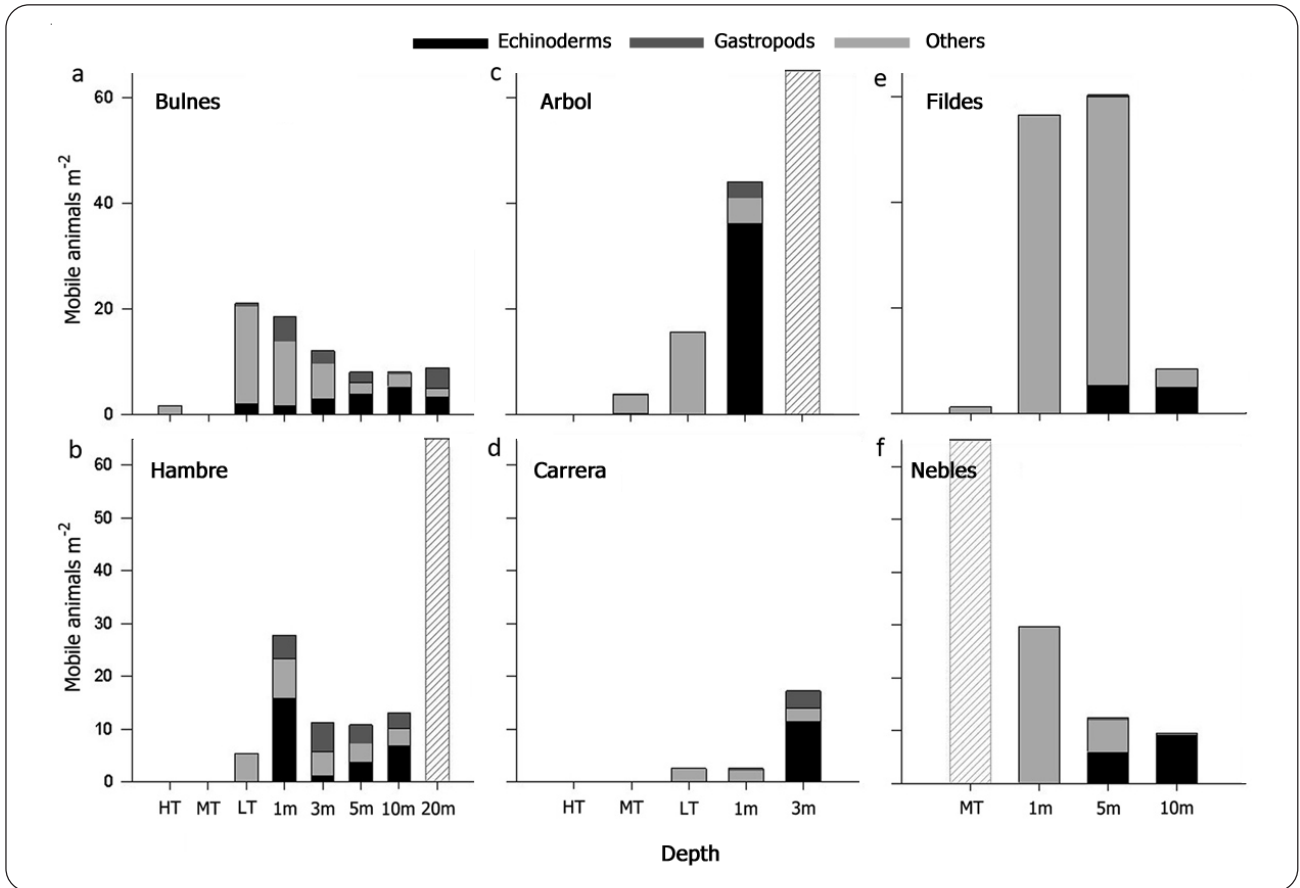 Echinoderms Gastropods Others
a
Bulnes
c
Arbol
e
Fildes
Mobile animals m⁻²
60
40
20
0
b
Hambre
d
Carrera
f
Nebles
Mobile animals m⁻²
60
50
40
30
20
10
0
HT MT LT 1m 3m 5m 10m 20m
HT MT LT 1m 3m
MT 1m 5m 10m
Depth